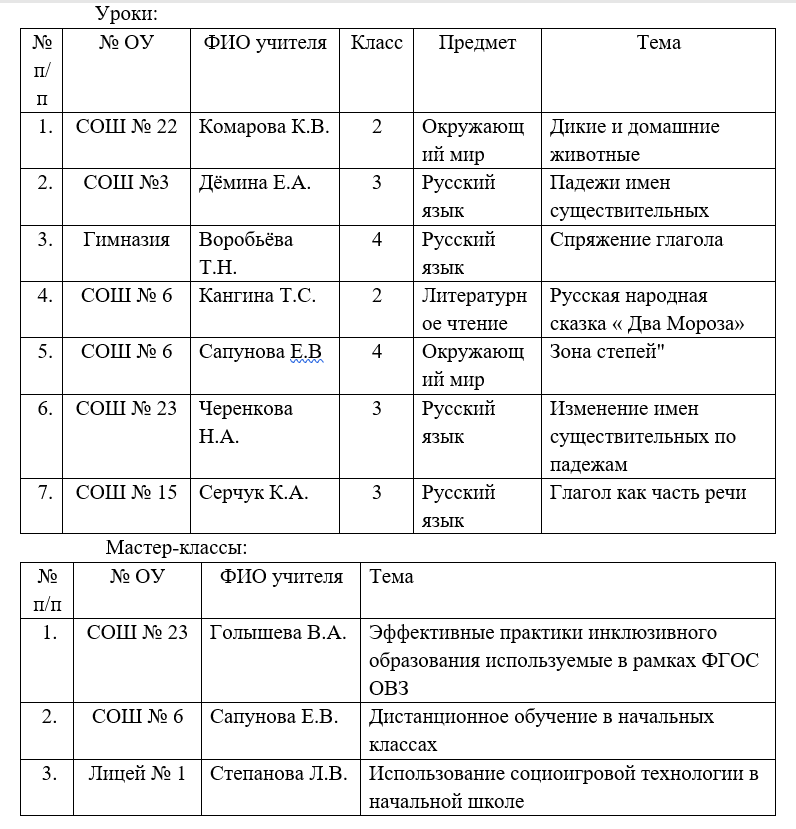 Уроки:
№ п/п № ОУ ФИО учителя Класс Предмет Тема
1. СОШ № 22 Комарова К.В. 2 Окружающий мир Дикие и домашние животные
2. СОШ №3 Дёмина Е.А. 3 Русский язык Падежи имен существительных
3. Гимназия Воробьёва Т.Н. 4 Русский язык Спряжение глагола
4. СОШ № 6 Кангина Т.С. 2 Литературное чтение Русская народная сказка « Два Мороза»
5. СОШ № 6 Сапунова Е.В 4 Окружающий мир Зона степей"
6. СОШ № 23 Черенкова Н.А. 3 Русский язык Изменение имен существительных по падежам
7. СОШ № 15 Серчук К.А. 3 Русский язык Глагол как часть речи
Мастер-классы:
№ п/п № ОУ ФИО учителя Тема
1. СОШ № 23 Голышева В.А. Эффективные практики инклюзивного образования используемые в рамках ФГОС ОВЗ
2. СОШ № 6 Сапунова Е.В. Дистанционное обучение в начальных классах
3. Лицей № 1 Степанова Л.В. Использование социоигровой технологии в начальной школе